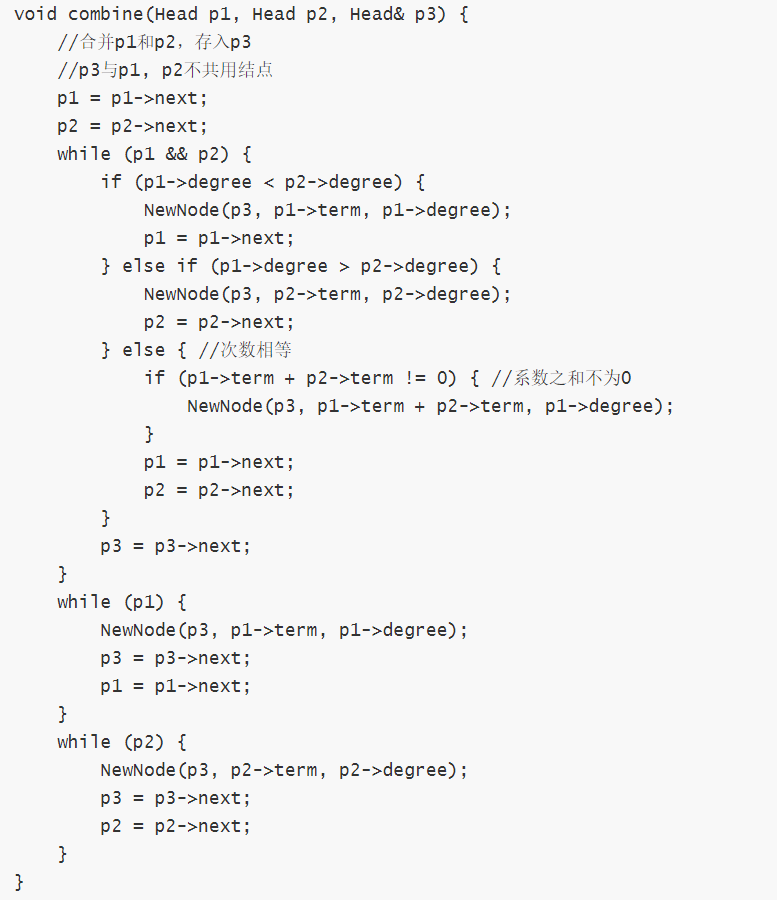 void combine(Head p1, Head p2, Head& p3) {
    //合并p1和p2，存入p3
    //p3与p1, p2不共用结点
    p1 = p1->next;
    p2 = p2->next;
    while (p1 && p2) {
        if (p1->degree < p2->degree) {
            NewNode(p3, p1->term, p1->degree);
            p1 = p1->next;
        } else if (p1->degree > p2->degree) {
            NewNode(p3, p2->term, p2->degree);
            p2 = p2->next;
        } else { //次数相等
            if (p1->term + p2->term != 0) { //系数之和不为0
                NewNode(p3, p1->term + p2->term, p1->degree);
            }
            p1 = p1->next;
            p2 = p2->next;
        }
        p3 = p3->next;
    }
    while (p1) {
        NewNode(p3, p1->term, p1->degree);
        p3 = p3->next;
        p1 = p1->next;
    }
    while (p2) {
        NewNode(p3, p2->term, p2->degree);
        p3 = p3->next;
        p2 = p2->next;
    }
}